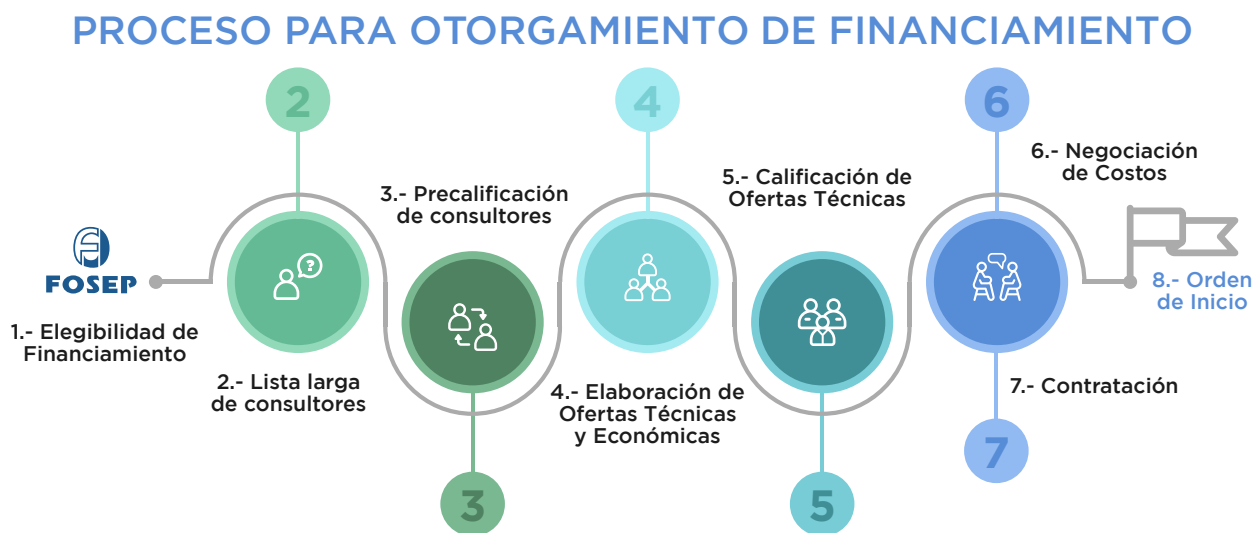 PROCESO PARA OTORGAMIENTO DE FINANCIAMIENTO
2
4
6
FOSEP
1.- Elegibilidad de
Financiamiento
?
2.- Lista larga
de consultores
3.- Precalificación
de consultores
4.- Elaboración de
Ofertas Técnicas
y Económicas
5.- Calificación de
Ofertas Técnicas
6.- Negociación
de Costos
7.- Contratación
8.- Orden
de Inicio
3
5
7